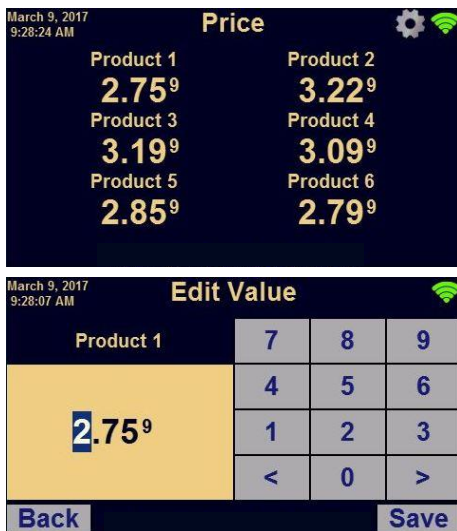 March 9, 2017
9:28:24 AM
Price
Product 1 Product 2
2.75⁹ 3.22⁹
Product 3 Product 4
3.19⁹ 3.09⁹
Product 5 Product 6
2.85⁹ 2.79⁹
March 9, 2017
9:28:07 AM
Edit Value
Product 1
7 8 9
4 5 6
2.75⁹
1 2 3
< 0 >
Back Save